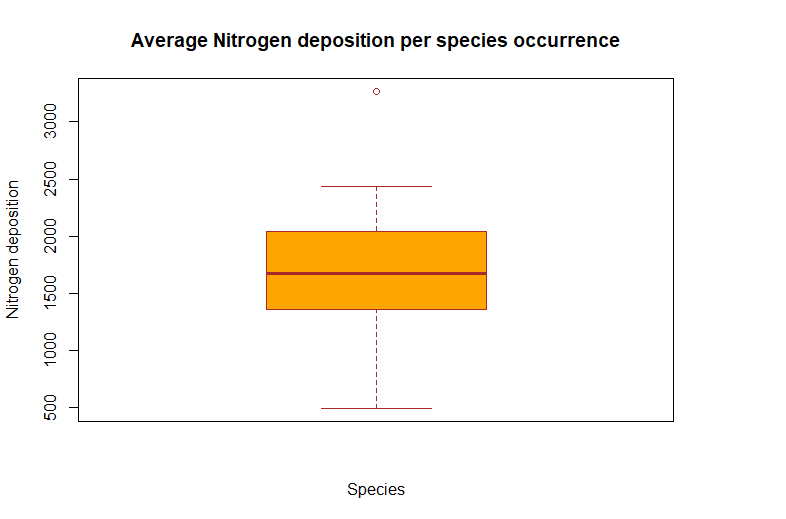 Average Nitrogen deposition per species occurrence
Nitrogen deposition
3000
2500
2000
1500
1000
500
Species